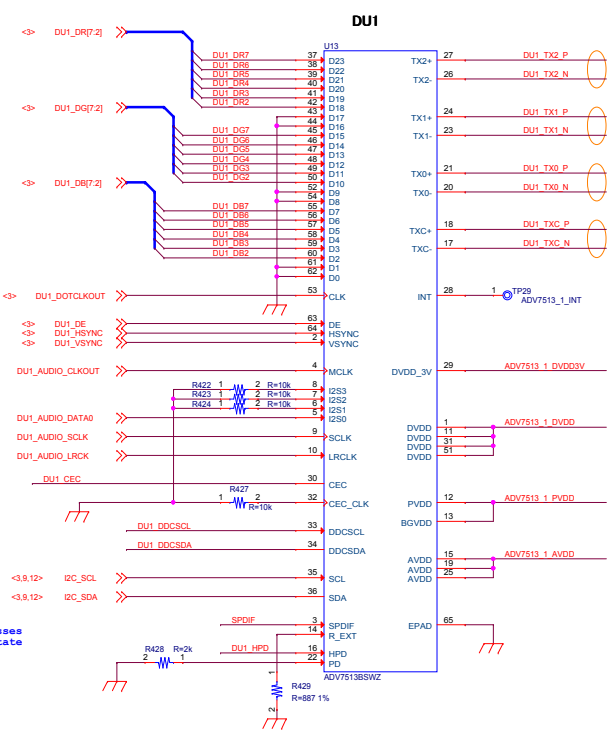 DU1
U13
<3> DU1_DR[7:2]
DU1_DR7 37 D23
DU1_DR6 38 D22
DU1_DR5 39 D21
DU1_DR4 40 D20
DU1_DR3 41 D19
DU1_DR2 42 D18
43 D17
44 D16
<3> DU1_DG[7:2]
DU1_DG7 45 D15
DU1_DG6 46 D14
DU1_DG5 47 D13
DU1_DG4 48 D12
DU1_DG3 49 D11
DU1_DG2 50 D10
52 D9
54 D8
<3> DU1_DB[7:2]
DU1_DB7 55 D7
DU1_DB6 56 D6
DU1_DB5 57 D5
DU1_DB4 58 D4
DU1_DB3 59 D3
DU1_DB2 60 D2
61 D1
62 D0
<3> DU1_DOTCLKOUT 53 CLK
<3> DU1_DE 63 DE
<3> DU1_HSYNC 64 HSYNC
<3> DU1_VSYNC 2 VSYNC
DU1_AUDIO_CLKOUT 4 MCLK
R422 1 2 R=10k 8 I2S3
R423 1 2 R=10k 7 I2S2
R424 1 2 R=10k 6 I2S1
DU1_AUDIO_DATA0 5 I2S0
DU1_AUDIO_SCLK 9 SCLK
DU1_AUDIO_LRCK 10 LRCLK
DU1_CEC 30 CEC
R427 1 2 R=10k 32 CEC_CLK
DU1_DDCSCL 33 DDCSCL
DU1_DDCSDA 34 DDCSDA
<3,9,12> I2C_SCL 35 SCL
<3,9,12> I2C_SDA 36 SDA
SPDIF 3 SPDIF
14 R_EXT
DU1_HPD 16 HPD
R428 2 R=2k 1 22 PD
1 R429 R=887 1% 2
ADV7513BSWZ
TX2+ 27 DU1_TX2_P
TX2- 26 DU1_TX2_N
TX1+ 24 DU1_TX1_P
TX1- 23 DU1_TX1_N
TX0+ 21 DU1_TX0_P
TX0- 20 DU1_TX0_N
TXC+ 18 DU1_TXC_P
TXC- 17 DU1_TXC_N
INT 28 1 TP29
ADV7513_1_INT
DVDD_3V 29 ADV7513_1_DVDD3V
DVDD 1 ADV7513_1_DVDD
DVDD 11
DVDD 31
DVDD 51
PVDD 12 ADV7513_1_PVDD
BGVDD 13
AVDD 15 ADV7513_1_AVDD
AVDD 19
AVDD 25
EPAD 65
uses
tate